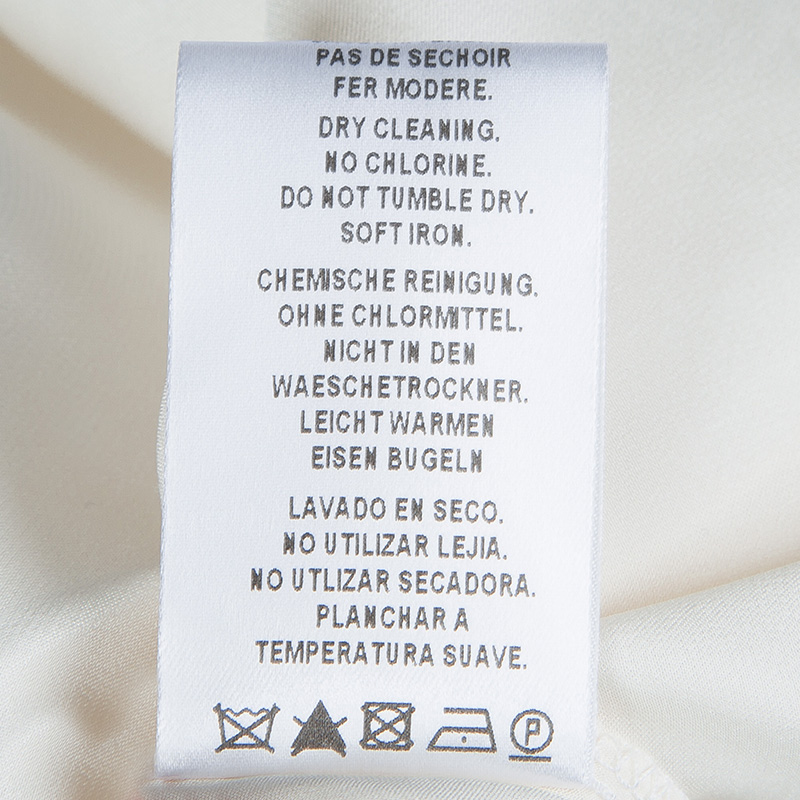 PAS DE SECHOIR
FER MODERE.
DRY CLEANING.
NO CHLORINE.
DO NOT TUMBLE DRY.
SOFT IRON.
CHEMISCHE REINIGUNG.
OHNE CHLORMITTEL.
NICHT IN DEN
WAESCHETROCKNER.
LEICHT WARMEN
EISEN BUGELN
LAVADO EN SECO.
NO UTILIZAR LEJIA.
NO UTLIZAR SECADORA.
PLANCHAR A
TEMPERATURA SUAVE.
P